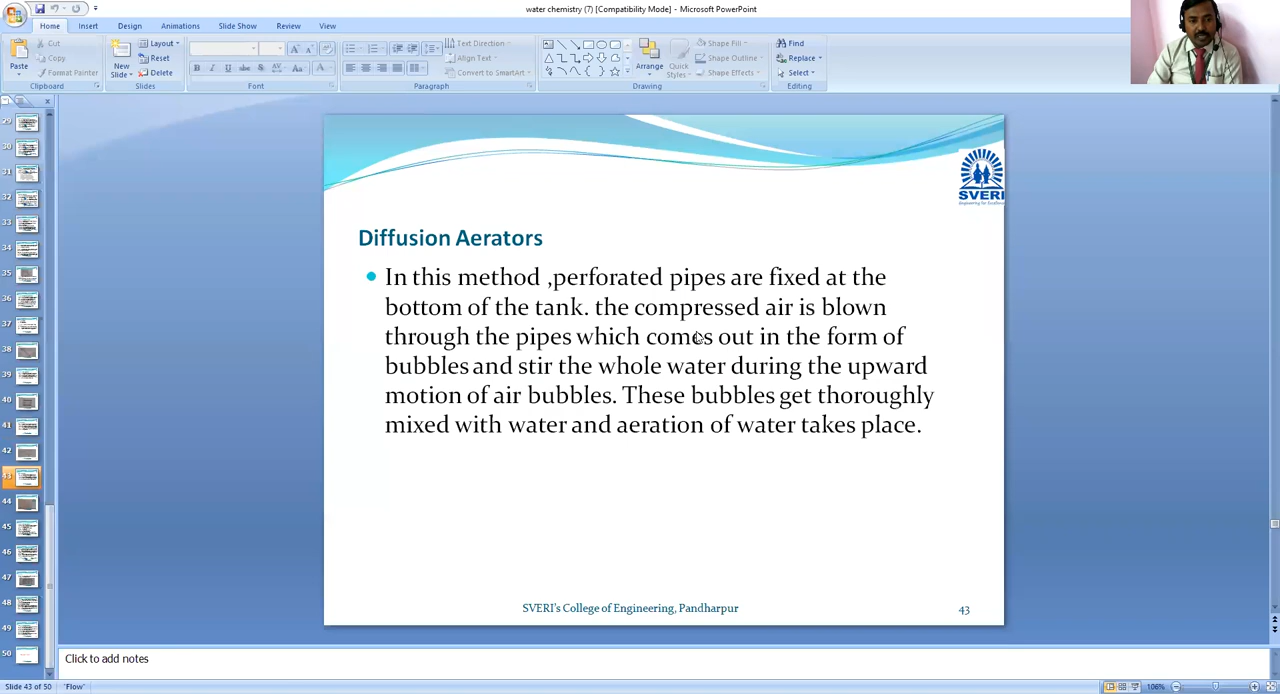 water chemistry (7) [Compatibility Mode] - Microsoft PowerPoint
Home Insert Design Animations Slide Show Review View
Paste
Cut
Copy
Format Painter
Clipboard
New Slide
Layout
Reset
Delete
Slides
B I U abe S AV Aa A
Font
Text Direction
Align Text
Convert to SmartArt
Paragraph
Arrange
Quick Styles
Shape Fill
Shape Outline
Shape Effects
Drawing
Find
Replace
Select
Editing
29
30
31
32
33
34
35
36
37
38
39
40
41
42
43
44
45
46
47
48
49
50
SVERI
Diffusion Aerators
In this method ,perforated pipes are fixed at the
bottom of the tank. the compressed air is blown
through the pipes which comes out in the form of
bubbles and stir the whole water during the upward
motion of air bubbles. These bubbles get thoroughly
mixed with water and aeration of water takes place.
SVERI's College of Engineering, Pandharpur 43
Click to add notes
Slide 43 of 50 'Flow' 106%